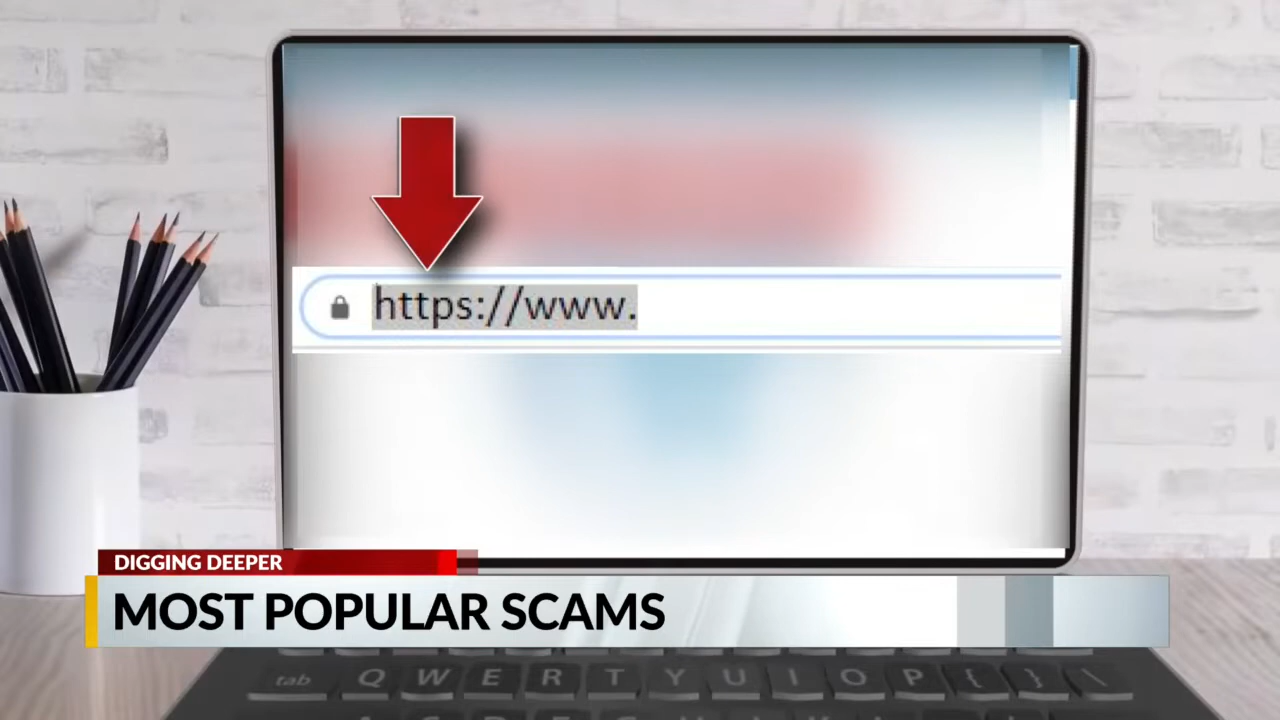 https://www.
DIGGING DEEPER
MOST POPULAR SCAMS
tab Q W E R T Y U I O P { } \